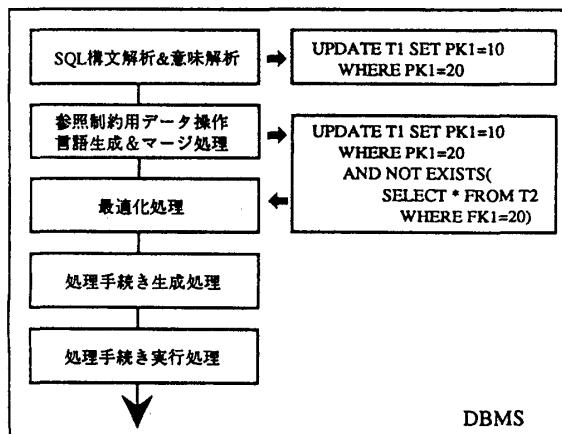 SQL構文解析&意味解析
UPDATE T1 SET PK1=10
WHERE PK1=20
参照制約用データ操作
言語生成&マージ処理
UPDATE T1 SET PK1=10
WHERE PK1=20
AND NOT EXISTS(
SELECT * FROM T2
WHERE FK1=20)
最適化処理
処理手続き生成処理
処理手続き実行処理
DBMS